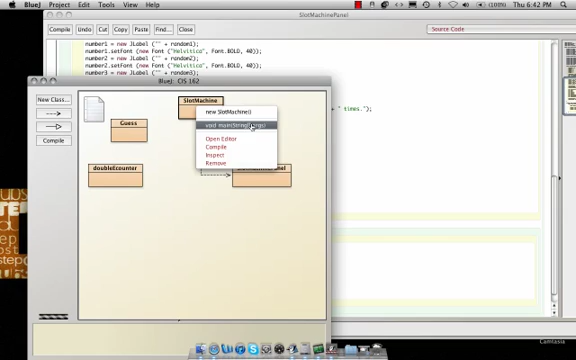 BlueJ Project Edit Tools View Help
(100%) Thu 6:42 PM
SlotMachinePanel
Compile Undo Cut Copy Paste Find... Close
Source Code
number1 = new JLabel ("" + random1);
number1.setFont (new Font ("Helvetica", Font.BOLD, 40));
number2 = new JLabel ("" + random2);
number2.setFont (new Font ("Helvetica", Font.BOLD, 40));
number3 = new JLabel ("" + random3);
BlueJ: CIS 162
+ " times.");
New Class...
Compile
SlotMachine
Guess
doubleEcounter
new SlotMachine()
void main(String[] args)
Open Editor
Compile
Inspect
Remove
Camtasia